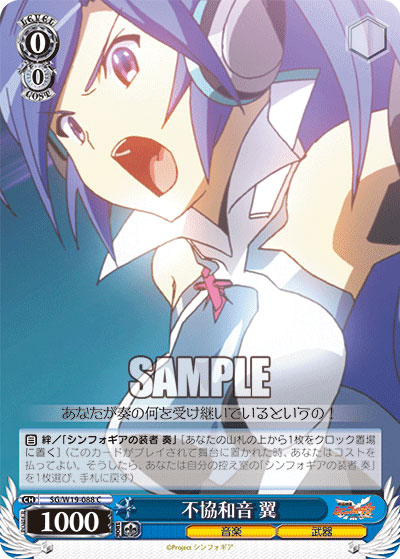 LEVEL
0
0
COST
SAMPLE
あなたが奏の何を受け継いでいるというの!
自 絆/「シンフォギアの装者 奏」 [あなたの山札の上から1枚をクロック置場
に置く] (このカードがプレイされて舞台に置かれた時、あなたはコストを
払ってよい。そうしたら、あなたは自分の控え室の「シンフォギアの装者 奏」
を1枚選び、手札に戻す)
CH SG/W19-088 C
1000
不協和音 翼
音楽
武器
©Project シンフォギア